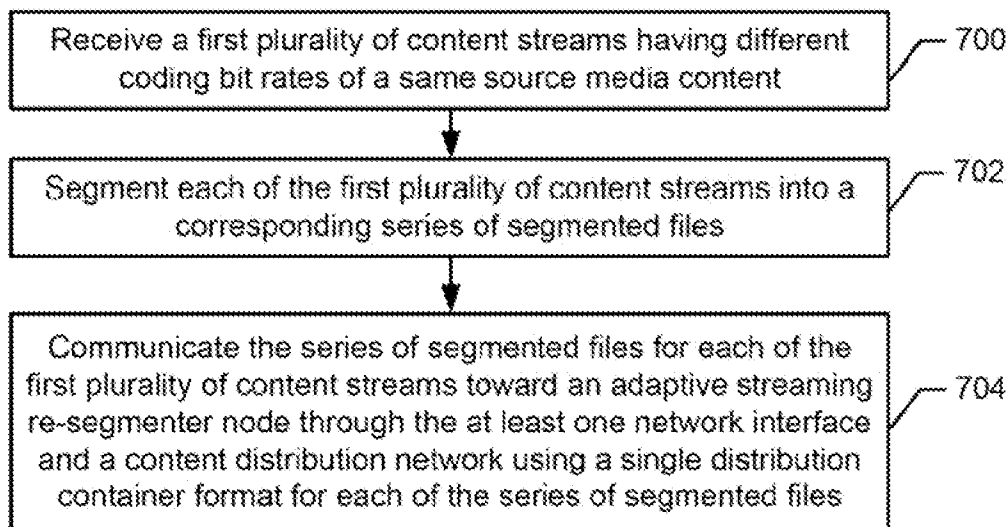 Receive a first plurality of content streams having different
coding bit rates of a same source media content
700
Segment each of the first plurality of content streams into a
corresponding series of segmented files
702
Communicate the series of segmented files for each of the
first plurality of content streams toward an adaptive streaming
re-segmenter node through the at least one network interface
and a content distribution network using a single distribution
container format for each of the series of segmented files
704